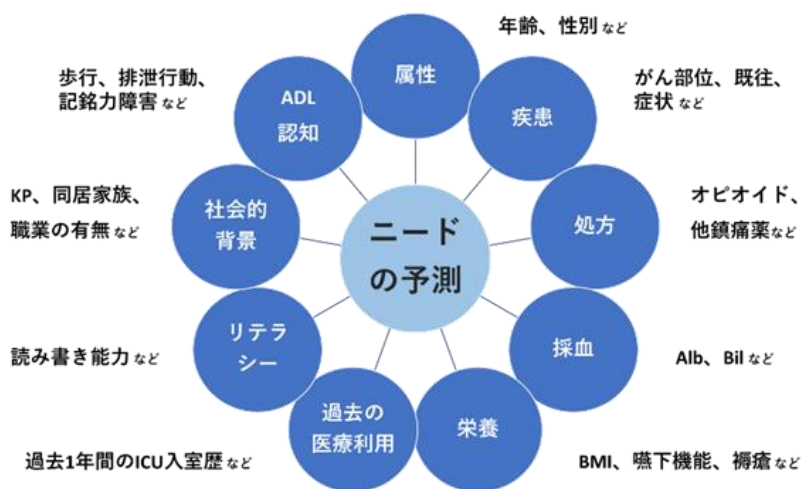 年齢、性別 など
属性
歩行、排泄行動、
記銘力障害 など
ADL
認知
疾患
がん部位、既往、
症状 など
KP、同居家族、
職業の有無 など
社会的
背景
ニード
の予測
処方
オピオイド、
他鎮痛薬など
読み書き能力 など
リテラ
シー
採血
Alb、Bil など
過去1年間のICU入室歴 など
過去の
医療利用
栄養
BMI、嚥下機能、褥瘡 など